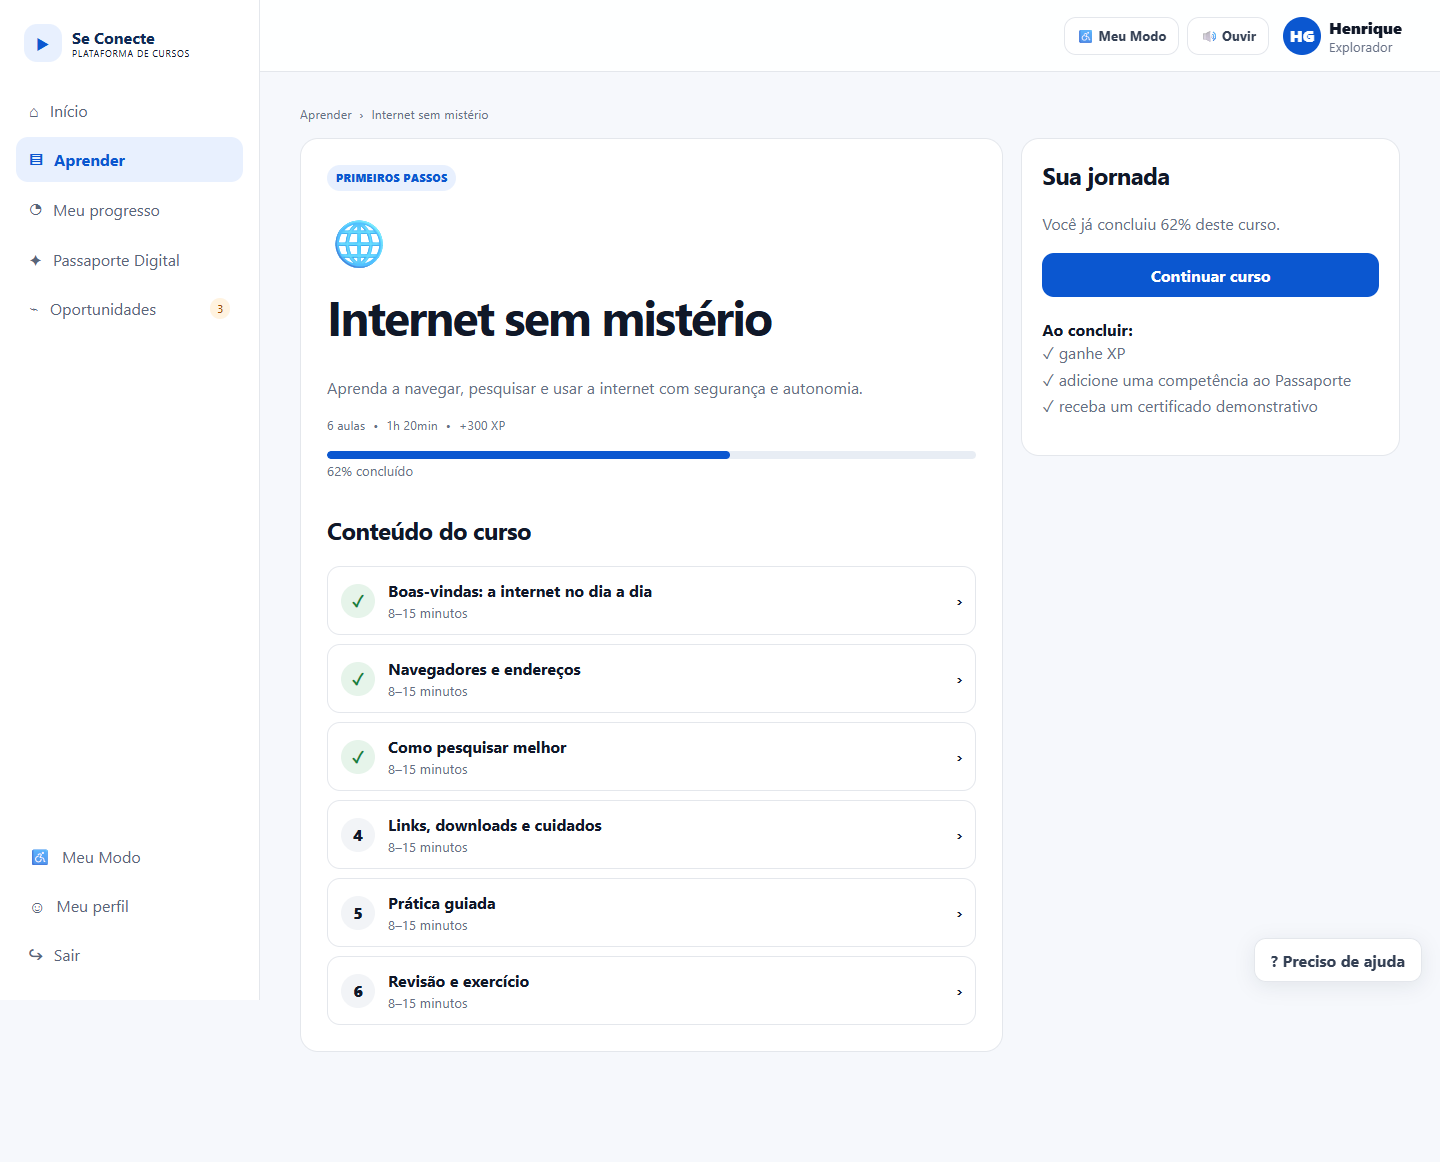 Se Conecte
PLATAFORMA DE CURSOS
Início
Aprender
Meu progresso
Passaporte Digital
Oportunidades 3
Meu Modo
Meu perfil
Sair
Meu Modo
Ouvir
HG
Henrique
Explorador
Aprender › Internet sem mistério
PRIMEIROS PASSOS
Internet sem mistério
Aprenda a navegar, pesquisar e usar a internet com segurança e autonomia.
6 aulas • 1h 20min • +300 XP
62% concluído
Conteúdo do curso
✓ Boas-vindas: a internet no dia a dia ›
8–15 minutos
✓ Navegadores e endereços ›
8–15 minutos
✓ Como pesquisar melhor ›
8–15 minutos
4 Links, downloads e cuidados ›
8–15 minutos
5 Prática guiada ›
8–15 minutos
6 Revisão e exercício ›
8–15 minutos
Sua jornada
Você já concluiu 62% deste curso.
Continuar curso
Ao concluir:
✓ ganhe XP
✓ adicione uma competência ao Passaporte
✓ receba um certificado demonstrativo
? Preciso de ajuda